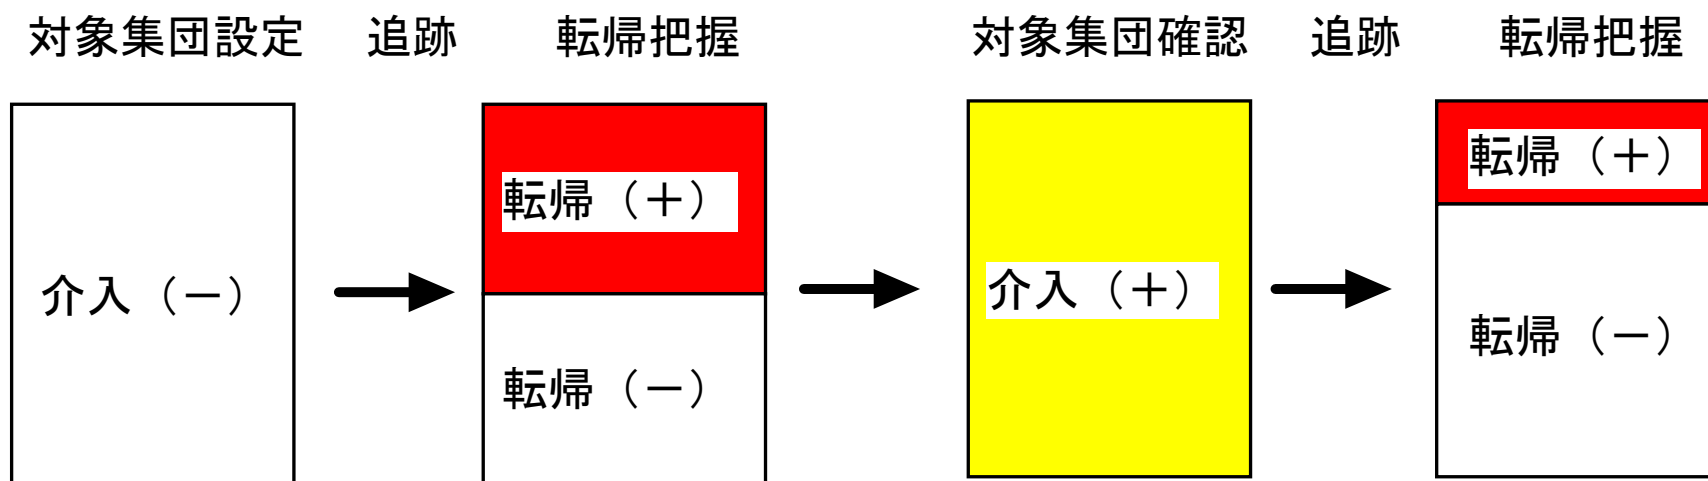 対象集団設定 追跡 転帰把握 対象集団確認 追跡 転帰把握
介入（－）
転帰（＋）
転帰（－）
介入（＋）
転帰（＋）
転帰（－）